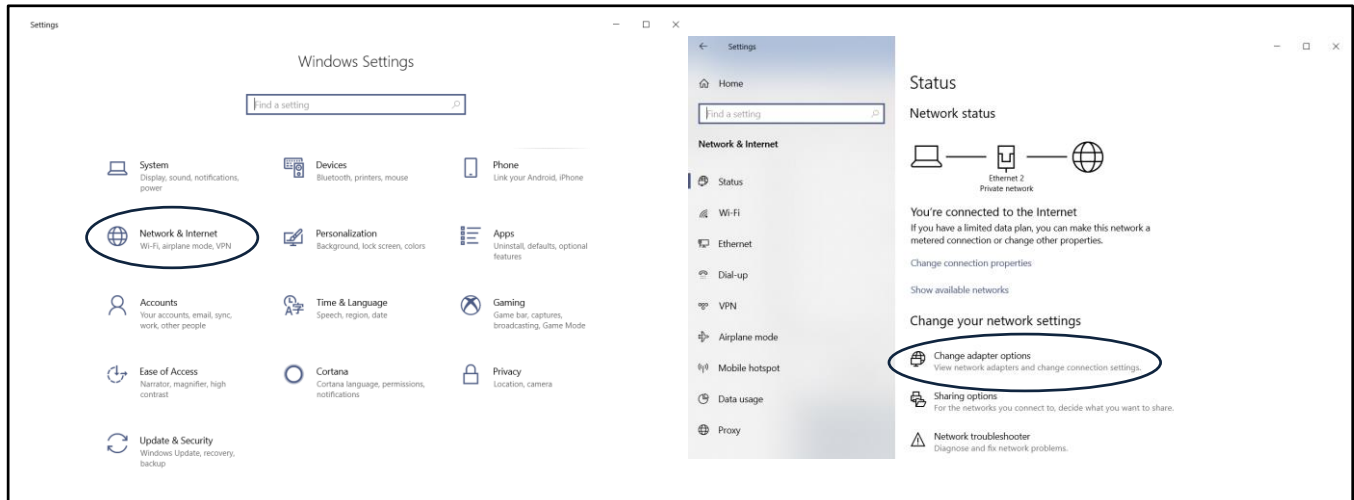 Settings
Windows Settings
Find a setting
System
Display, sound, notifications,
power
Devices
Bluetooth, printers, mouse
Phone
Link your Android, iPhone
Network & Internet
Wi-Fi, airplane mode, VPN
Personalization
Background, lock screen, colors
Apps
Uninstall, defaults, optional
features
Accounts
Your accounts, email, sync,
work, other people
Time & Language
Speech, region, date
Gaming
Game bar, captures,
broadcasting, Game Mode
Ease of Access
Narrator, magnifier, high
contrast
Cortana
Cortana language, permissions,
notifications
Privacy
Location, camera
Update & Security
Windows Update, recovery,
backup
Settings
Home
Find a setting
Network & Internet
Status
Wi-Fi
Ethernet
Dial-up
VPN
Airplane mode
Mobile hotspot
Data usage
Proxy
Status
Network status
Ethernet 2
Private network
You're connected to the Internet
If you have a limited data plan, you can make this network a
metered connection or change other properties.
Change connection properties
Show available networks
Change your network settings
Change adapter options
View network adapters and change connection settings.
Sharing options
For the networks you connect to, decide what you want to share.
Network troubleshooter
Diagnose and fix network problems.